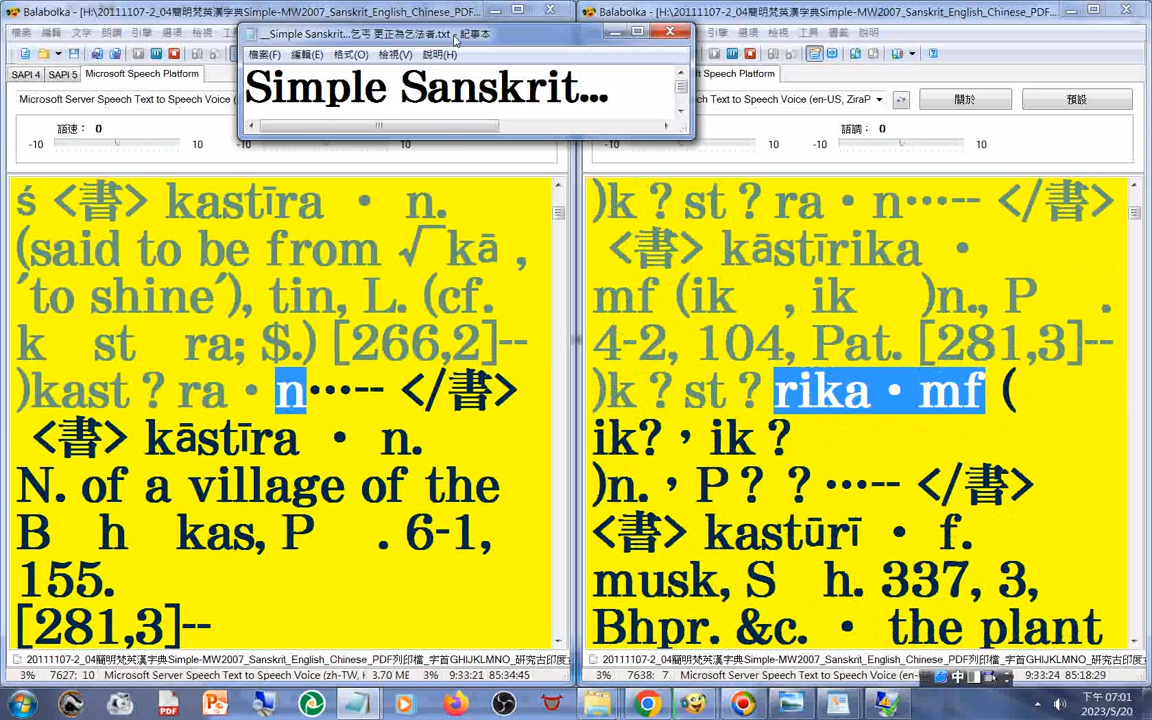 Balabolka - [H:\20111107-2_04簡明梵英漢字典Simple-MW2007_Sanskrit_English_Chinese_PDF...
Balabolka - [H:\20111107-2_04簡明梵英漢字典Simple-MW2007_Sanskrit_English_Chinese_PDF...
__Simple Sanskrit...乞丐 更正為乞法者.txt - 記事本
檔案(F) 編輯(E) 格式(O) 檢視(V) 說明(H)
Simple Sanskrit...
SAPI 4 SAPI 5 Microsoft Speech Platform
Speech Platform
Microsoft Server Speech Text to Speech Voice (
Microsoft Server Speech Text to Speech Voice (en-US, ZiraP
關於 預設
語速： 0
-10 10
語調： 0
-10 10
ś <書> kastīra • n.
(said to be from √kā ,
'to shine'), tin, L. (cf.
k st ra; $.) [266,2]--
)kast？ra • n…-- </書>
<書> kāstīra • n.
N. of a village of the
B h kas, P . 6-1,
155.
[281,3]--
)k？st？ra • n…-- </書>
<書> kāstīrika •
mf (ik , ik )n., P .
4-2, 104, Pat. [281,3]--
)k？st？rika • mf (
ik?，ik？
)n.，P？？…-- </書>
<書> kastūrī • f.
musk, S h. 337, 3,
Bhpr. &c. • the plant
20111107-2_04簡明梵英漢字典Simple-MW2007_Sanskrit_English_Chinese_PDF列印檔_字首GHIJKLMNO_研究古印度
20111107-2_04簡明梵英漢字典Simple-MW2007_Sanskrit_English_Chinese_PDF列印檔_字首GHIJKLMNO_研究古印度
3% 7627: 10 Microsoft Server Speech Text to Speech Voice (zh-TW, 3.70 ME 3% 9:33:21 85:34:45
3% 7638: 7 Microsoft Server Speech Text to Speech Voice 9:33:24 85:18:29
中
下午 07:01
2023/5/20